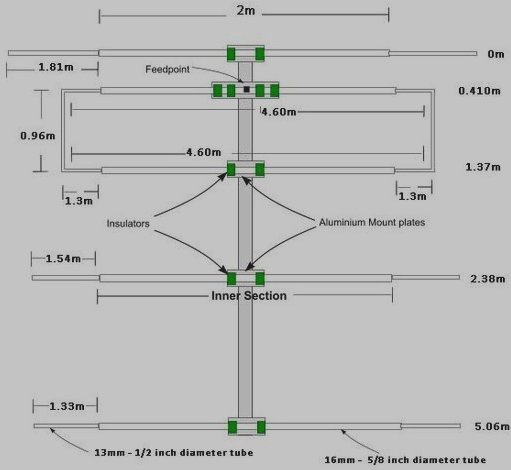 2m
0m
1.81m
Feedpoint
0.410m
4.60m
0.96m
4.60m
1.37m
1.3m
1.3m
Insulators
Aluminium Mount plates
1.54m
2.38m
Inner Section
1.33m
5.06m
13mm - 1/2 inch diameter tube
16mm - 5/8 inch diameter tube